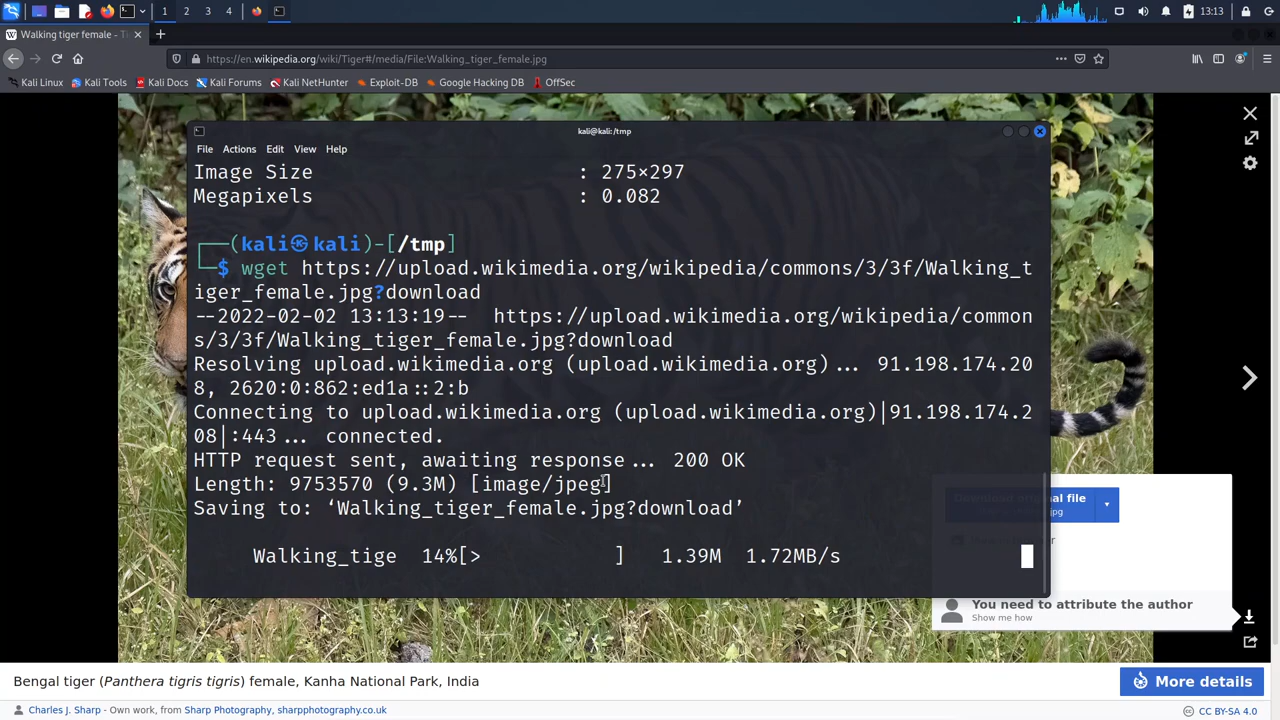 1 2 3 4
13:13
Walking tiger female - Ti
https://en.wikipedia.org/wiki/Tiger#/media/File:Walking_tiger_female.jpg
Kali Linux Kali Tools Kali Docs Kali Forums Kali NetHunter Exploit-DB Google Hacking DB OffSec
kali@kali:/tmp
File Actions Edit View Help
Image Size : 275×297
Megapixels : 0.082
(kali㉿kali)-[/tmp]
$ wget https://upload.wikimedia.org/wikipedia/commons/3/3f/Walking_t
iger_female.jpg?download
--2022-02-02 13:13:19-- https://upload.wikimedia.org/wikipedia/common
s/3/3f/Walking_tiger_female.jpg?download
Resolving upload.wikimedia.org (upload.wikimedia.org)... 91.198.174.20
8, 2620:0:862:ed1a::2:b
Connecting to upload.wikimedia.org (upload.wikimedia.org)|91.198.174.2
08|:443... connected.
HTTP request sent, awaiting response... 200 OK
Length: 9753570 (9.3M) [image/jpeg]
Saving to: ‘Walking_tiger_female.jpg?download’
Walking_tige 14%[> ] 1.39M 1.72MB/s
Download original file
jpg
You need to attribute the author
Show me how
Bengal tiger (Panthera tigris tigris) female, Kanha National Park, India
More details
Charles J. Sharp - Own work, from Sharp Photography, sharpphotography.co.uk
CC BY-SA 4.0